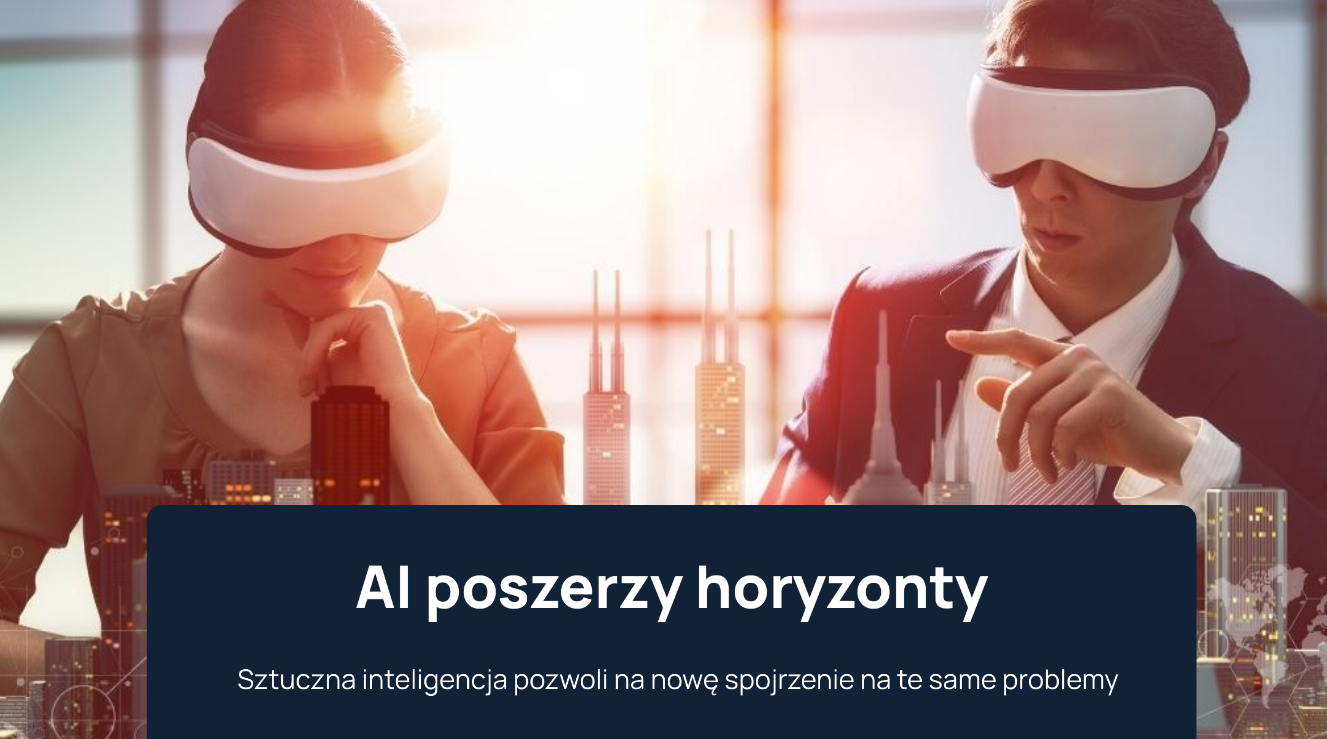 AI poszerzy horyzonty
Sztuczna inteligencja pozwoli na nowę spojrzenie na te same problemy